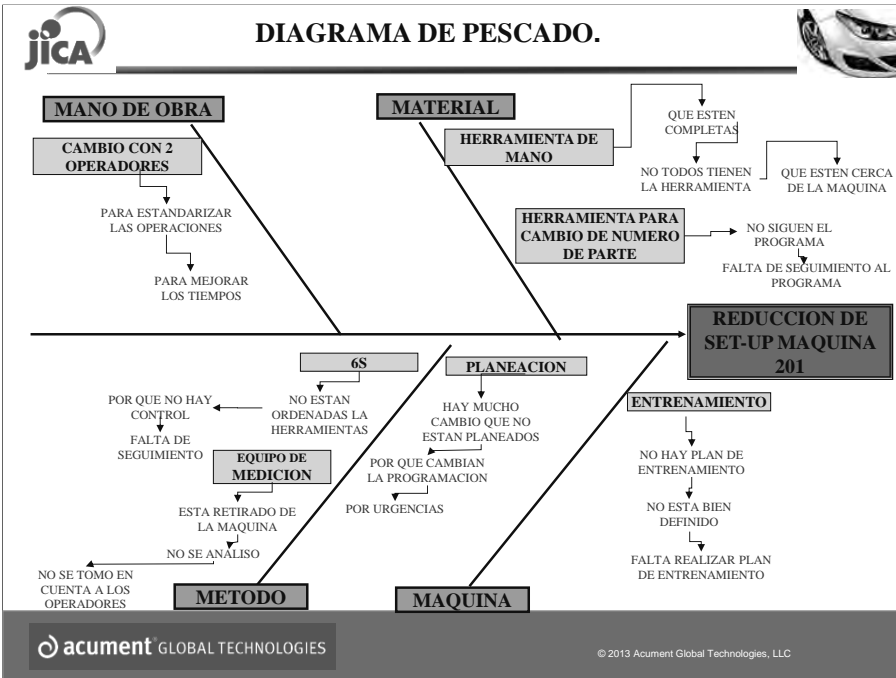 jICA
DIAGRAMA DE PESCADO.
MANO DE OBRA
CAMBIO CON 2
OPERADORES
PARA ESTANDARIZAR
LAS OPERACIONES
PARA MEJORAR
LOS TIEMPOS
MATERIAL
HERRAMIENTA DE
MANO
QUE ESTEN
COMPLETAS
NO TODOS TIENEN
LA HERRAMIENTA
QUE ESTEN CERCA
DE LA MAQUINA
HERRAMIENTA PARA
CAMBIO DE NUMERO
DE PARTE
NO SIGUEN EL
PROGRAMA
FALTA DE SEGUIMIENTO AL
PROGRAMA
REDUCCION DE
SET-UP MAQUINA
201
6S
NO ESTAN
ORDENADAS LA
HERRAMIENTAS
POR QUE NO HAY
CONTROL
FALTA DE
SEGUIMIENTO
EQUIPO DE
MEDICION
ESTA RETIRADO DE
LA MAQUINA
NO SE ANALISO
NO SE TOMO EN
CUENTA A LOS
OPERADORES
METODO
PLANEACION
HAY MUCHO
CAMBIO QUE NO
ESTAN PLANEADOS
POR QUE CAMBIAN
LA PROGRAMACION
POR URGENCIAS
MAQUINA
ENTRENAMIENTO
NO HAY PLAN DE
ENTRENAMIENTO
NO ESTA BIEN
DEFINIDO
FALTA REALIZAR PLAN
DE ENTRENAMIENTO
acument GLOBAL TECHNOLOGIES
© 2013 Acument Global Technologies, LLC